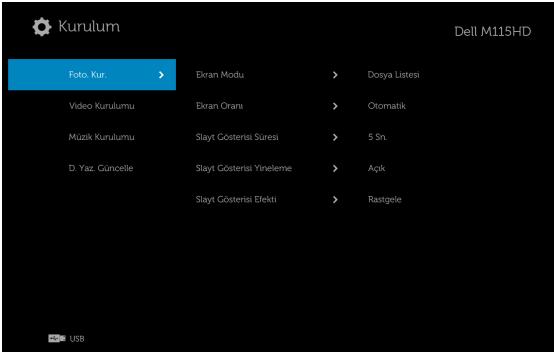 Kurulum
Dell M115HD
Foto. Kur.
Ekran Modu
Dosya Listesi
Video Kurulumu
Ekran Oranı
Otomatik
Müzik Kurulumu
Slayt Gösterisi Süresi
5 Sn.
D. Yaz. Güncelle
Slayt Gösterisi Yineleme
Açık
Slayt Gösterisi Efekti
Rastgele
USB